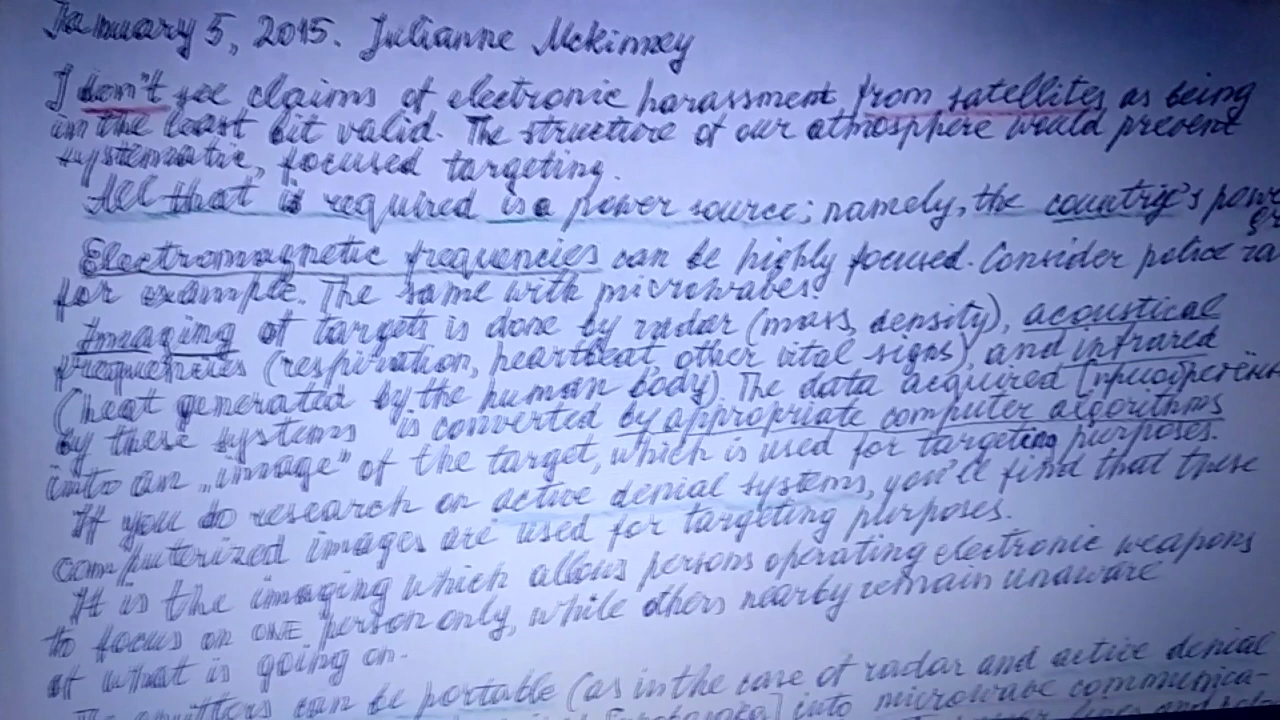 January 5, 2015. Julianne Mckinney
I don't see claims of electronic harassment from satellites as being
in the least bit valid. The structure of our atmosphere would prevent
systematic, focused targeting.
All that is required is a power source; namely, the country's power
Electromagnetic frequencies can be highly focused. Consider police ra
for example. The same with microwaves.
Imaging of targets is done by radar (mass, density), acoustical
frequencies (respiration, heartbeat, other vital signs), and infrared
(heat generated by the human body). The data acquired
by these systems is converted by appropriate computer algorithms
into an „image" of the target, which is used for targeting purposes.
If you do research on active denial systems, you'll find that these
computerized images are used for targeting purposes.
It is the imaging which allows persons operating electronic weapons
to focus on ONE person only, while others nearby remain unaware
of what is going on.
The emitters can be portable (as in the case of radar and active denial
into microwave communica-